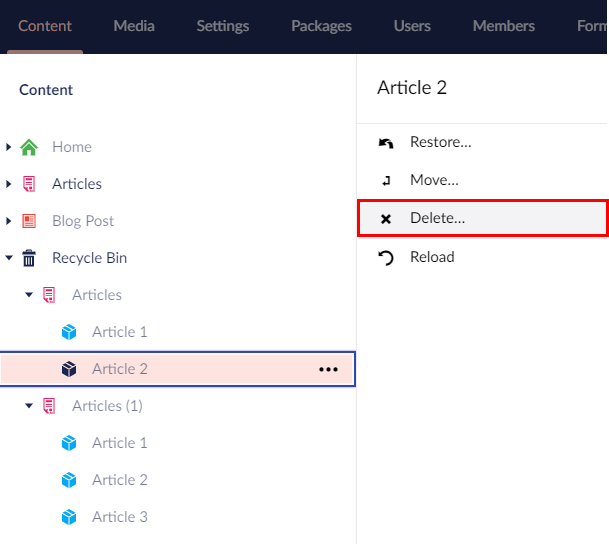 Content Media Settings Packages Users Members Form
Content
Home
Articles
Blog Post
Recycle Bin
Articles
Article 1
Article 2
Articles (1)
Article 1
Article 2
Article 3
Article 2
Restore...
Move...
Delete...
Reload